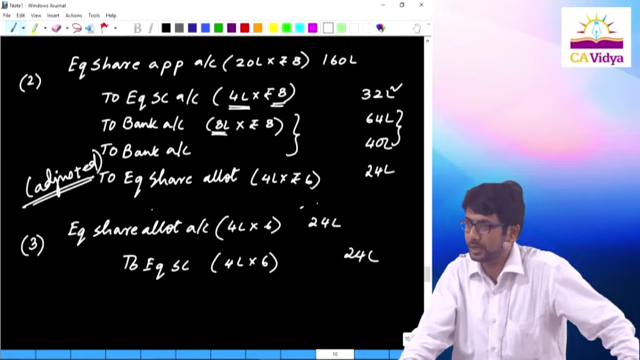 Note1 - Windows Journal
File Edit View Insert Actions Tools Help
CA Vidya
(2) Eq Share app a/c (20L × ₹ 8) 160L
To Eq SC a/c (4L × ₹ 8) 32L
To Bank a/c (8L × ₹ 8) 64L
To Bank a/c 40L
(adjusted) To Eq Share allot (4L × ₹ 6) 24L
(3) Eq share allot a/c (4L × 6) 24L
To Eq SC (4L × 6) 24L